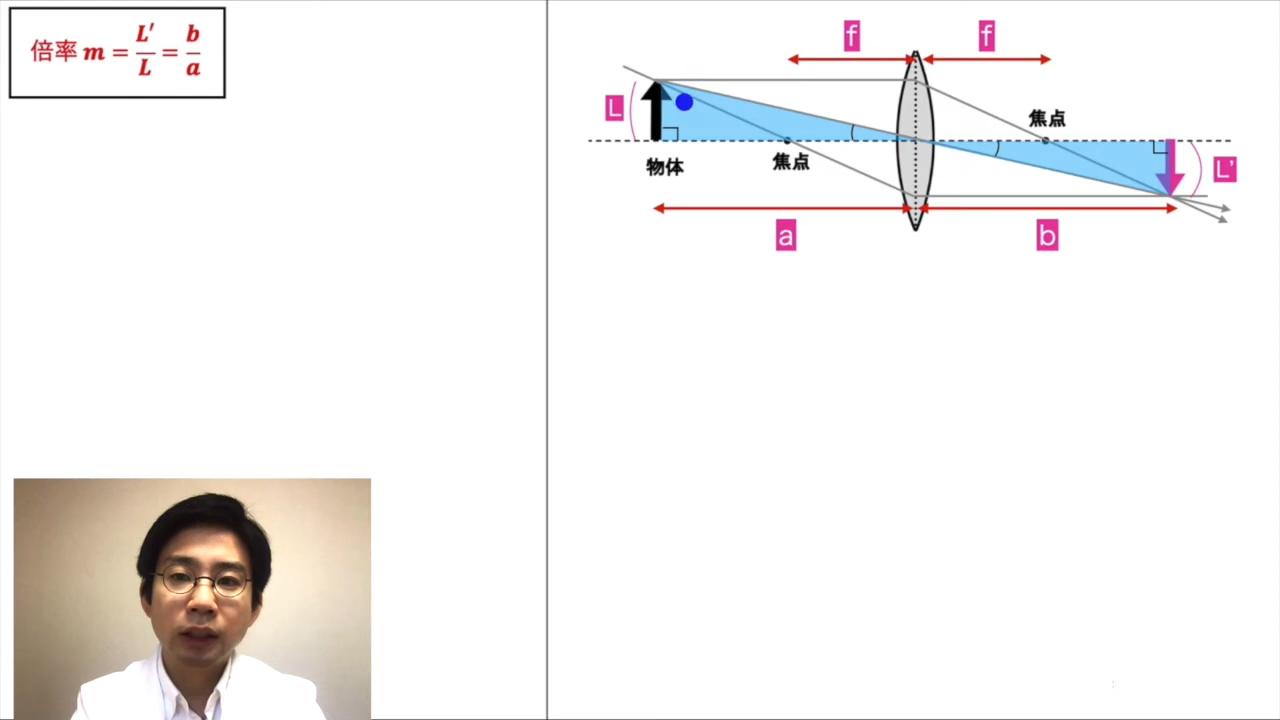 倍率 m = L'/L = b/a
f f
L
焦点
物体
焦点
L'
a b